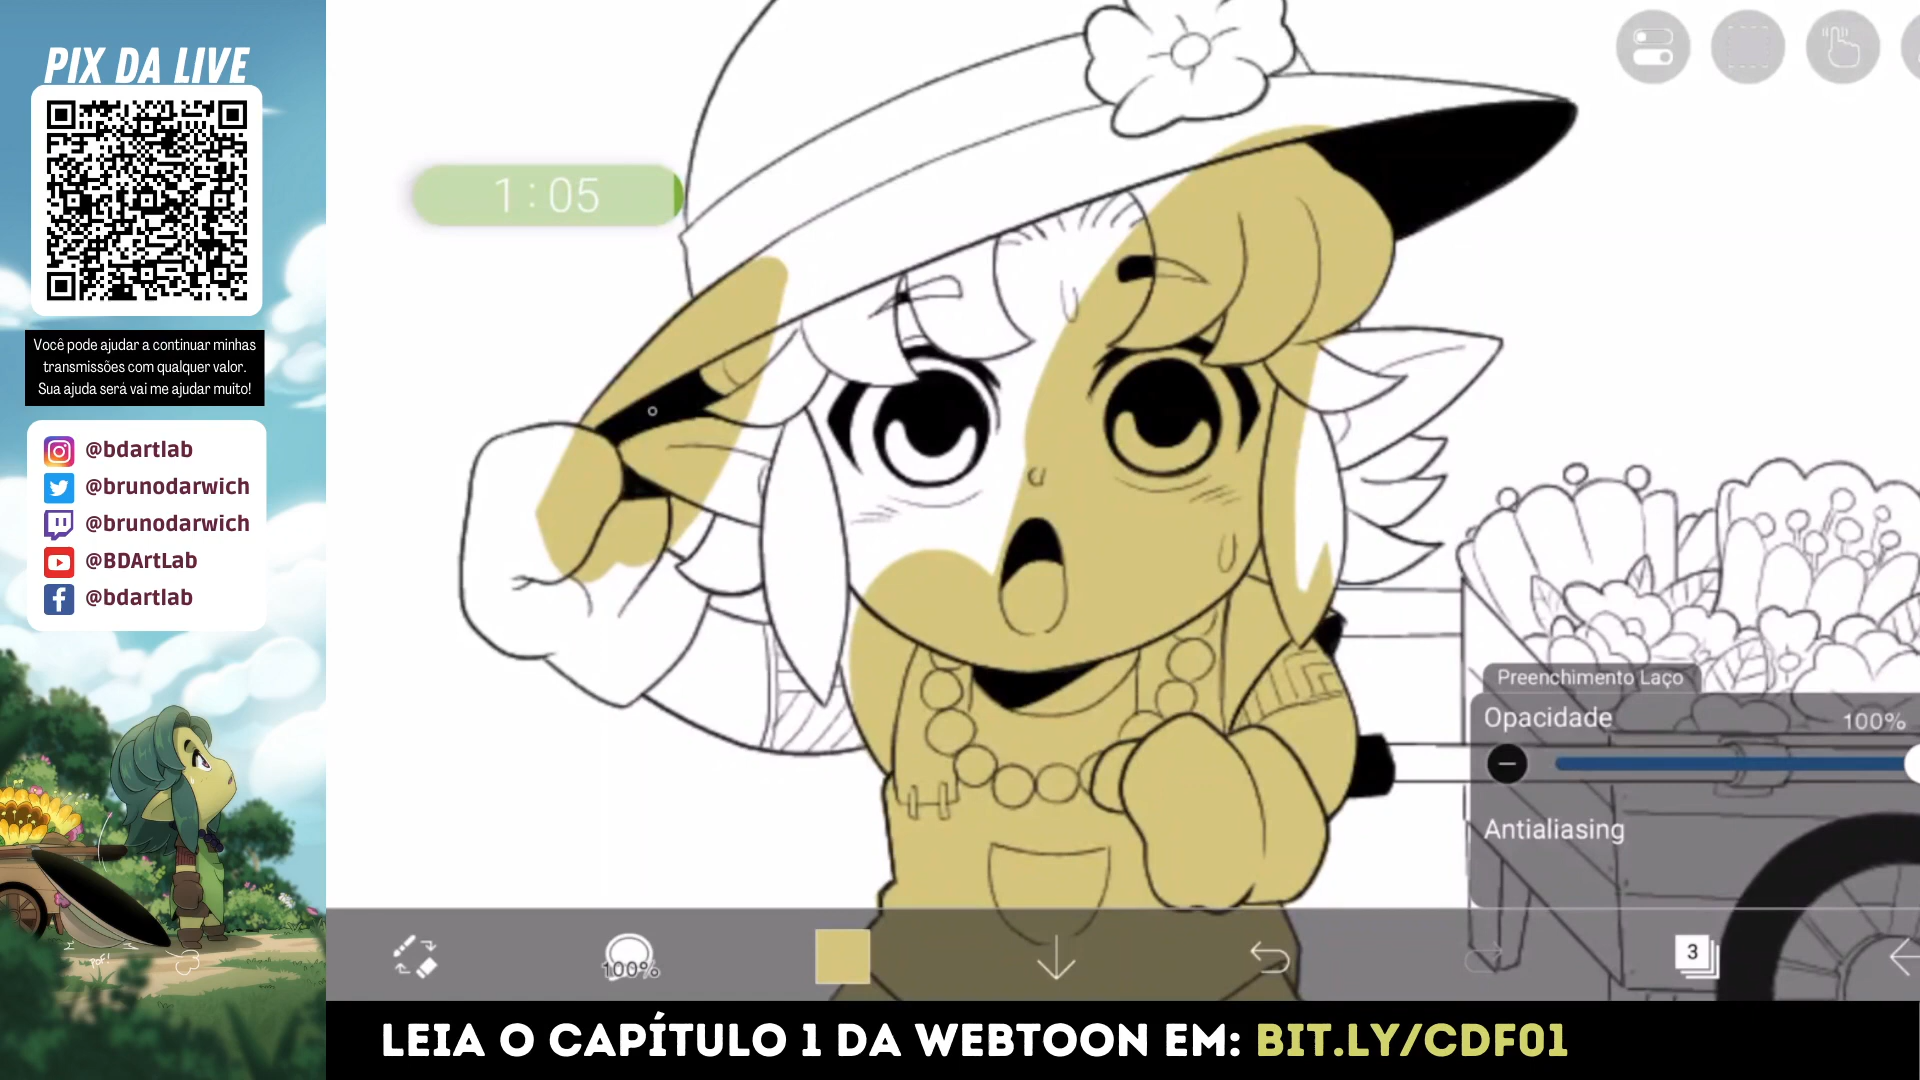 PIX DA LIVE
Você pode ajudar a continuar minhas
transmissões com qualquer valor.
Sua ajuda será vai me ajudar muito!
@bdartlab
@brunodarwich
@brunodarwich
@BDArtLab
@bdartlab
POF!
1:05
Preenchimento Laço
Opacidade 100%
Antialiasing
100%
3
LEIA O CAPÍTULO 1 DA WEBTOON EM: BIT.LY/CDF01